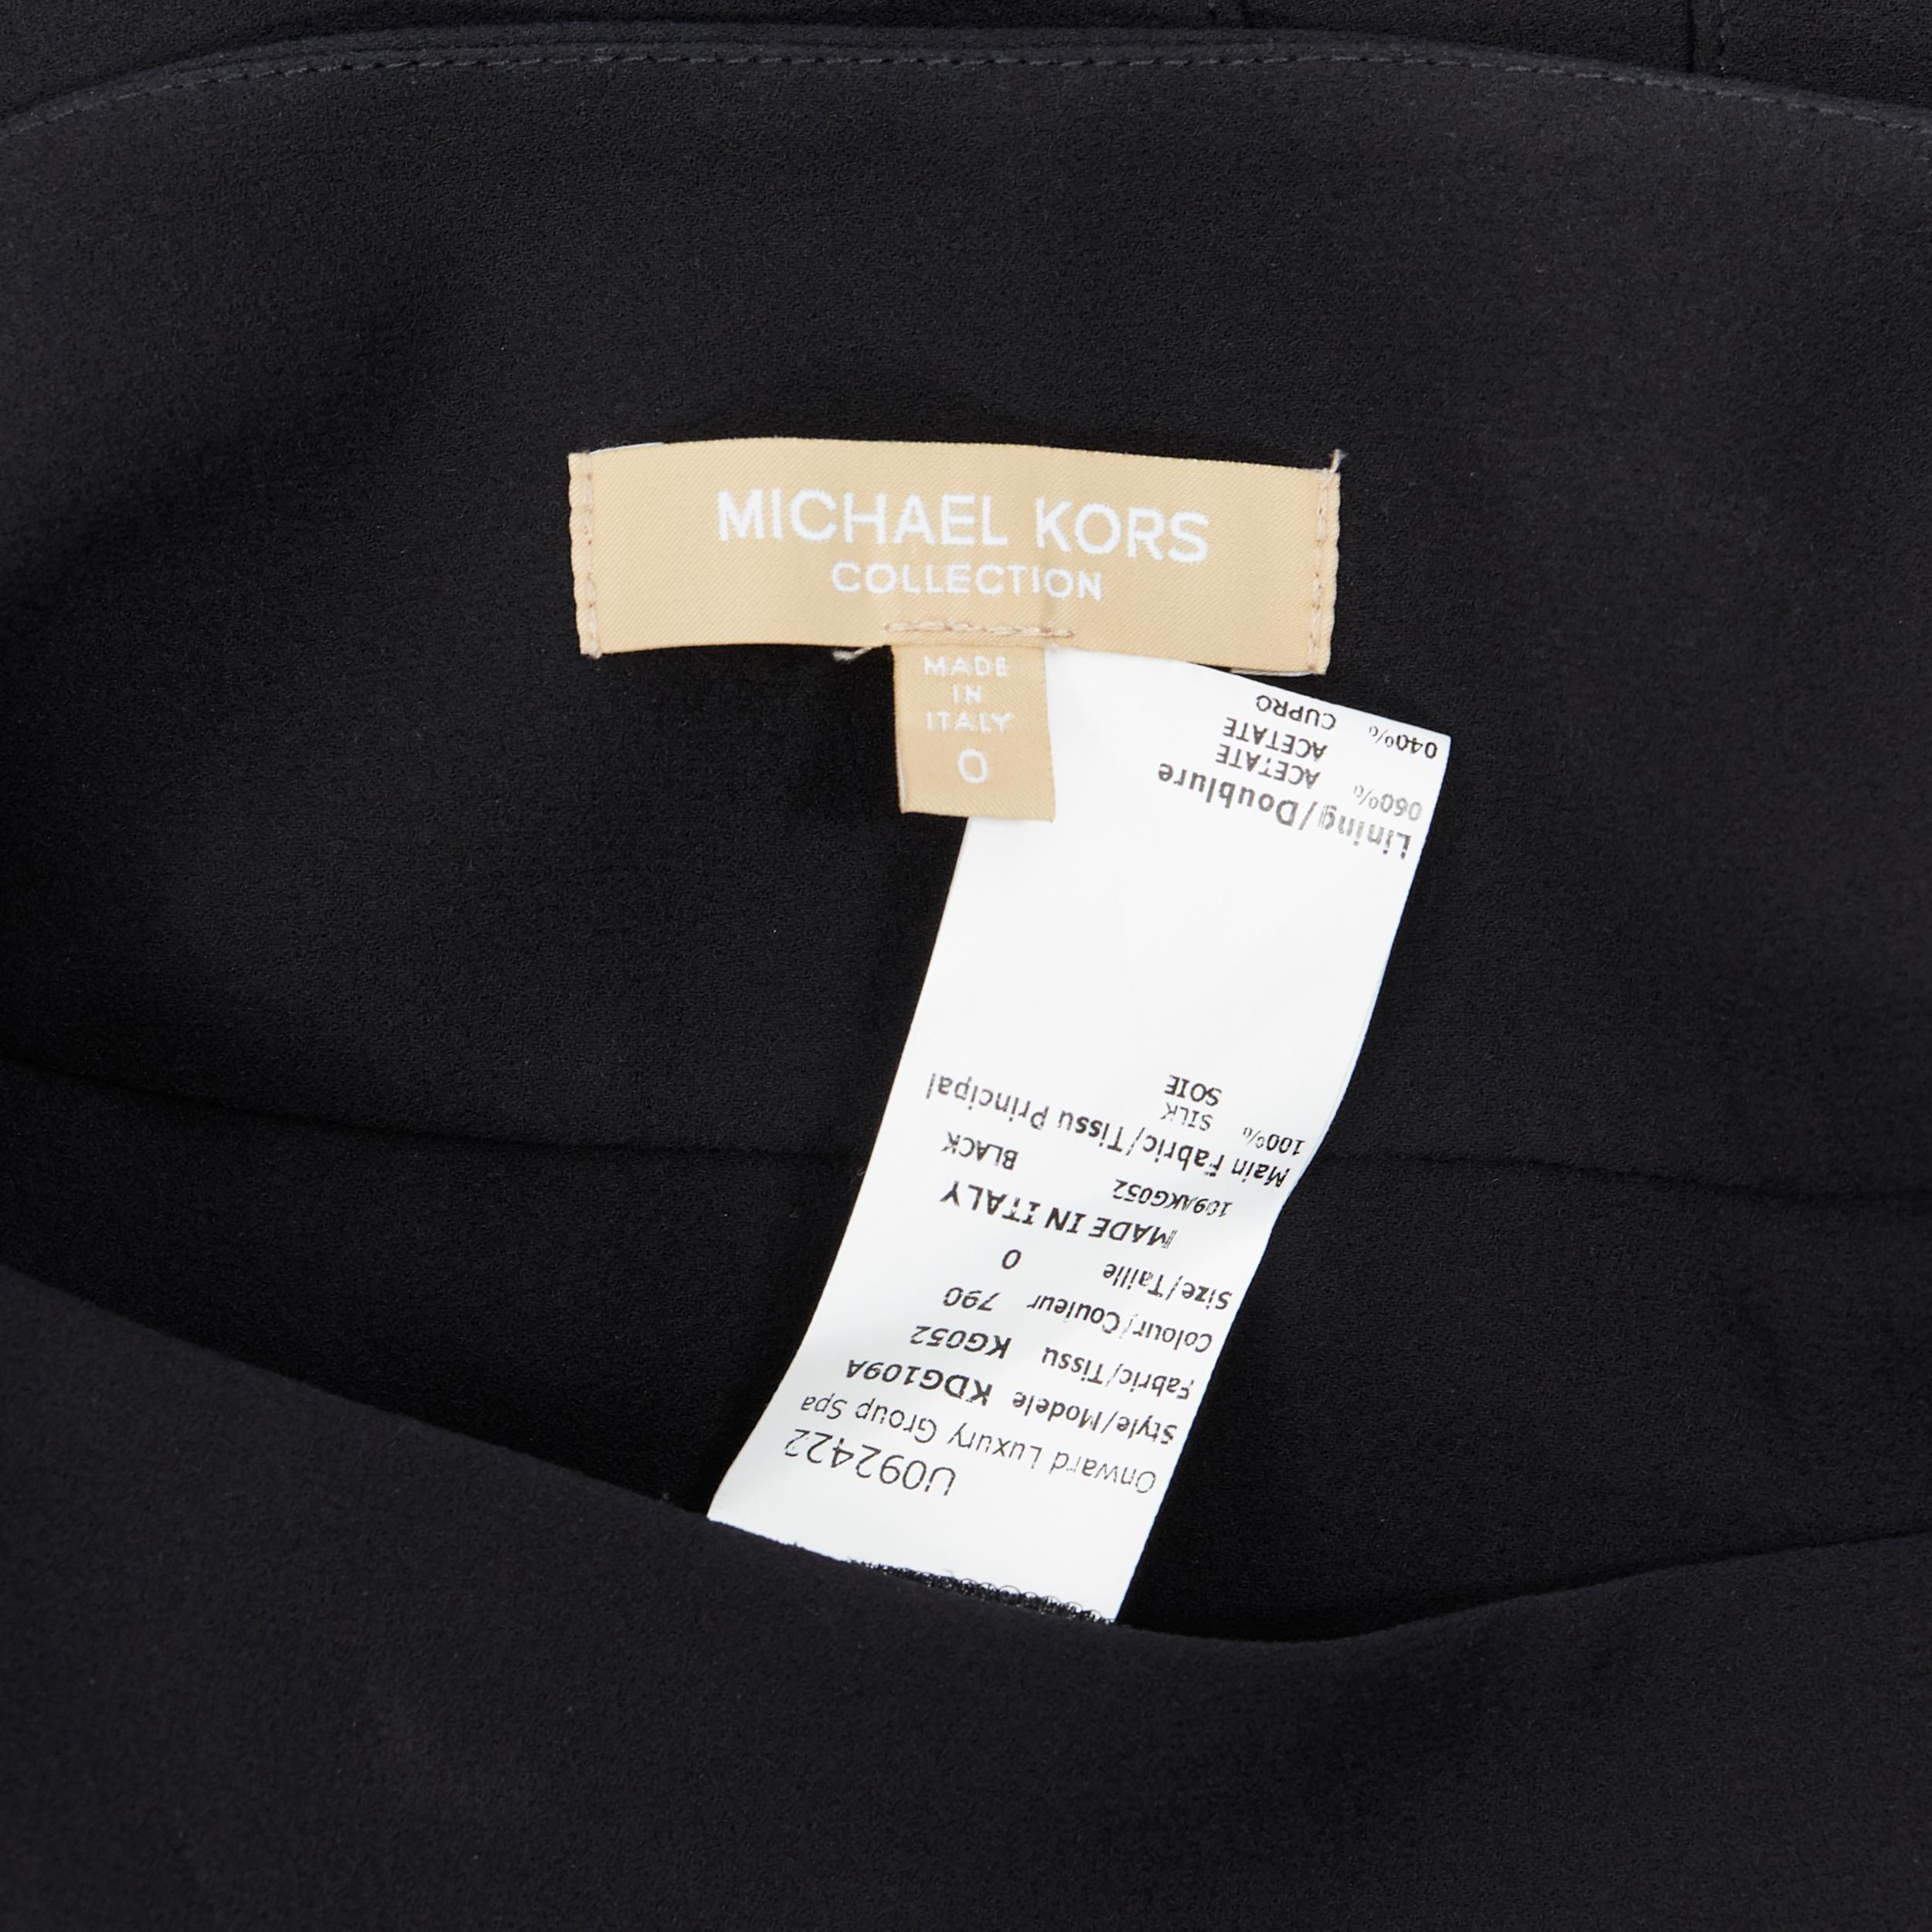 MICHAEL KORS
COLLECTION
MADE
IN
ITALY
0
U092422
Onward Luxury Group Spa
Style/Modele KDG109A
Fabric/Tissu KG052
Colour/Couleur 790
Size/Taille 0
MADE IN ITALY
109AKG052 BLACK
Main Fabric/Tissu Principal
100% SILK
SOIE
Lining/Doublure
060% ACETATE
ACETATE
040% CUPRO